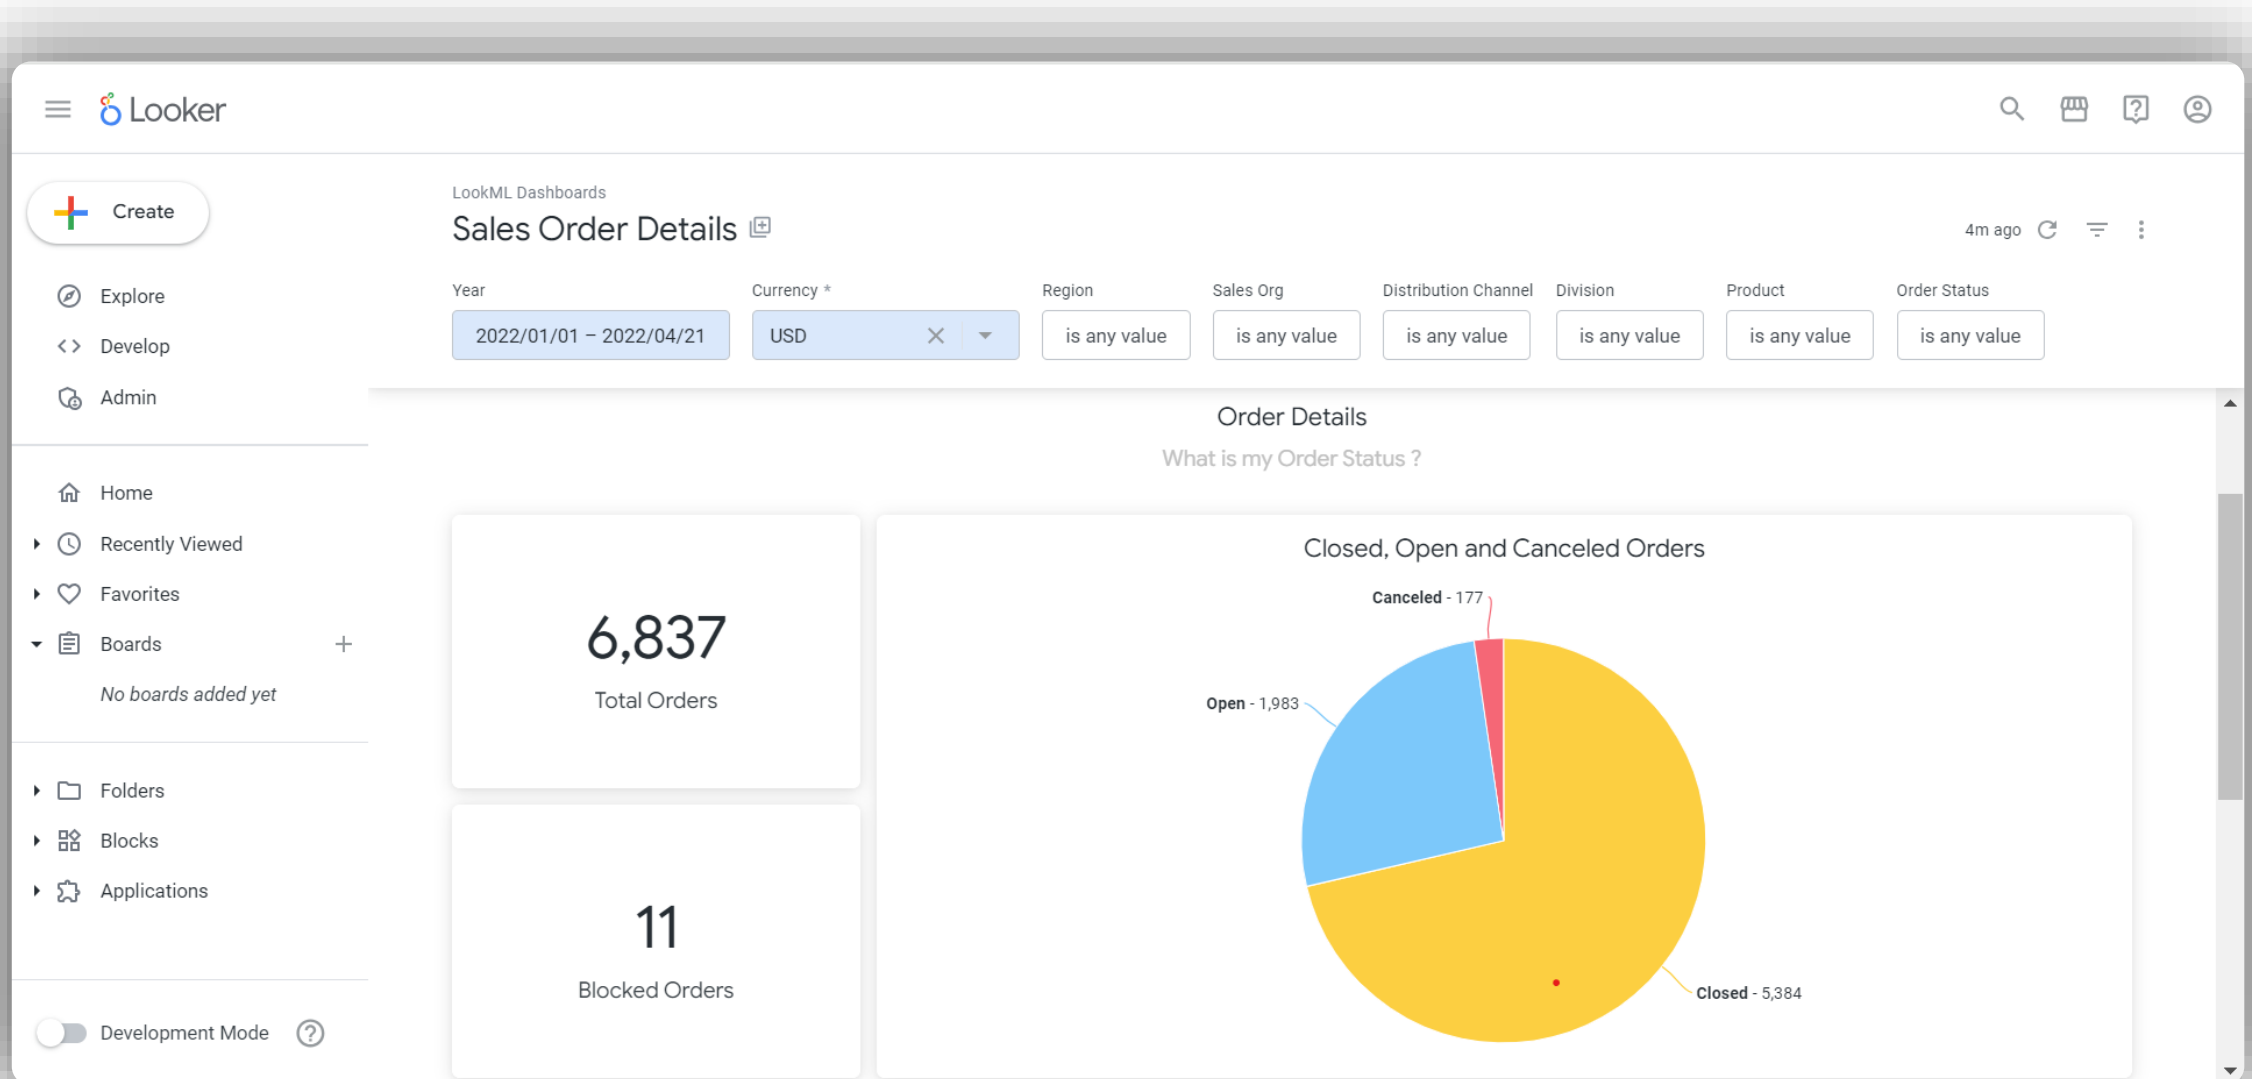 Looker
Create
Explore
Develop
Admin
Home
Recently Viewed
Favorites
Boards
No boards added yet
Folders
Blocks
Applications
Development Mode
LookML Dashboards
Sales Order Details
4m ago
Year
2022/01/01 – 2022/04/21
Currency *
USD
Region
is any value
Sales Org
is any value
Distribution Channel
is any value
Division
is any value
Product
is any value
Order Status
is any value
Order Details
What is my Order Status ?
6,837
Total Orders
11
Blocked Orders
Closed, Open and Canceled Orders
Canceled - 177
Open - 1,983
Closed - 5,384